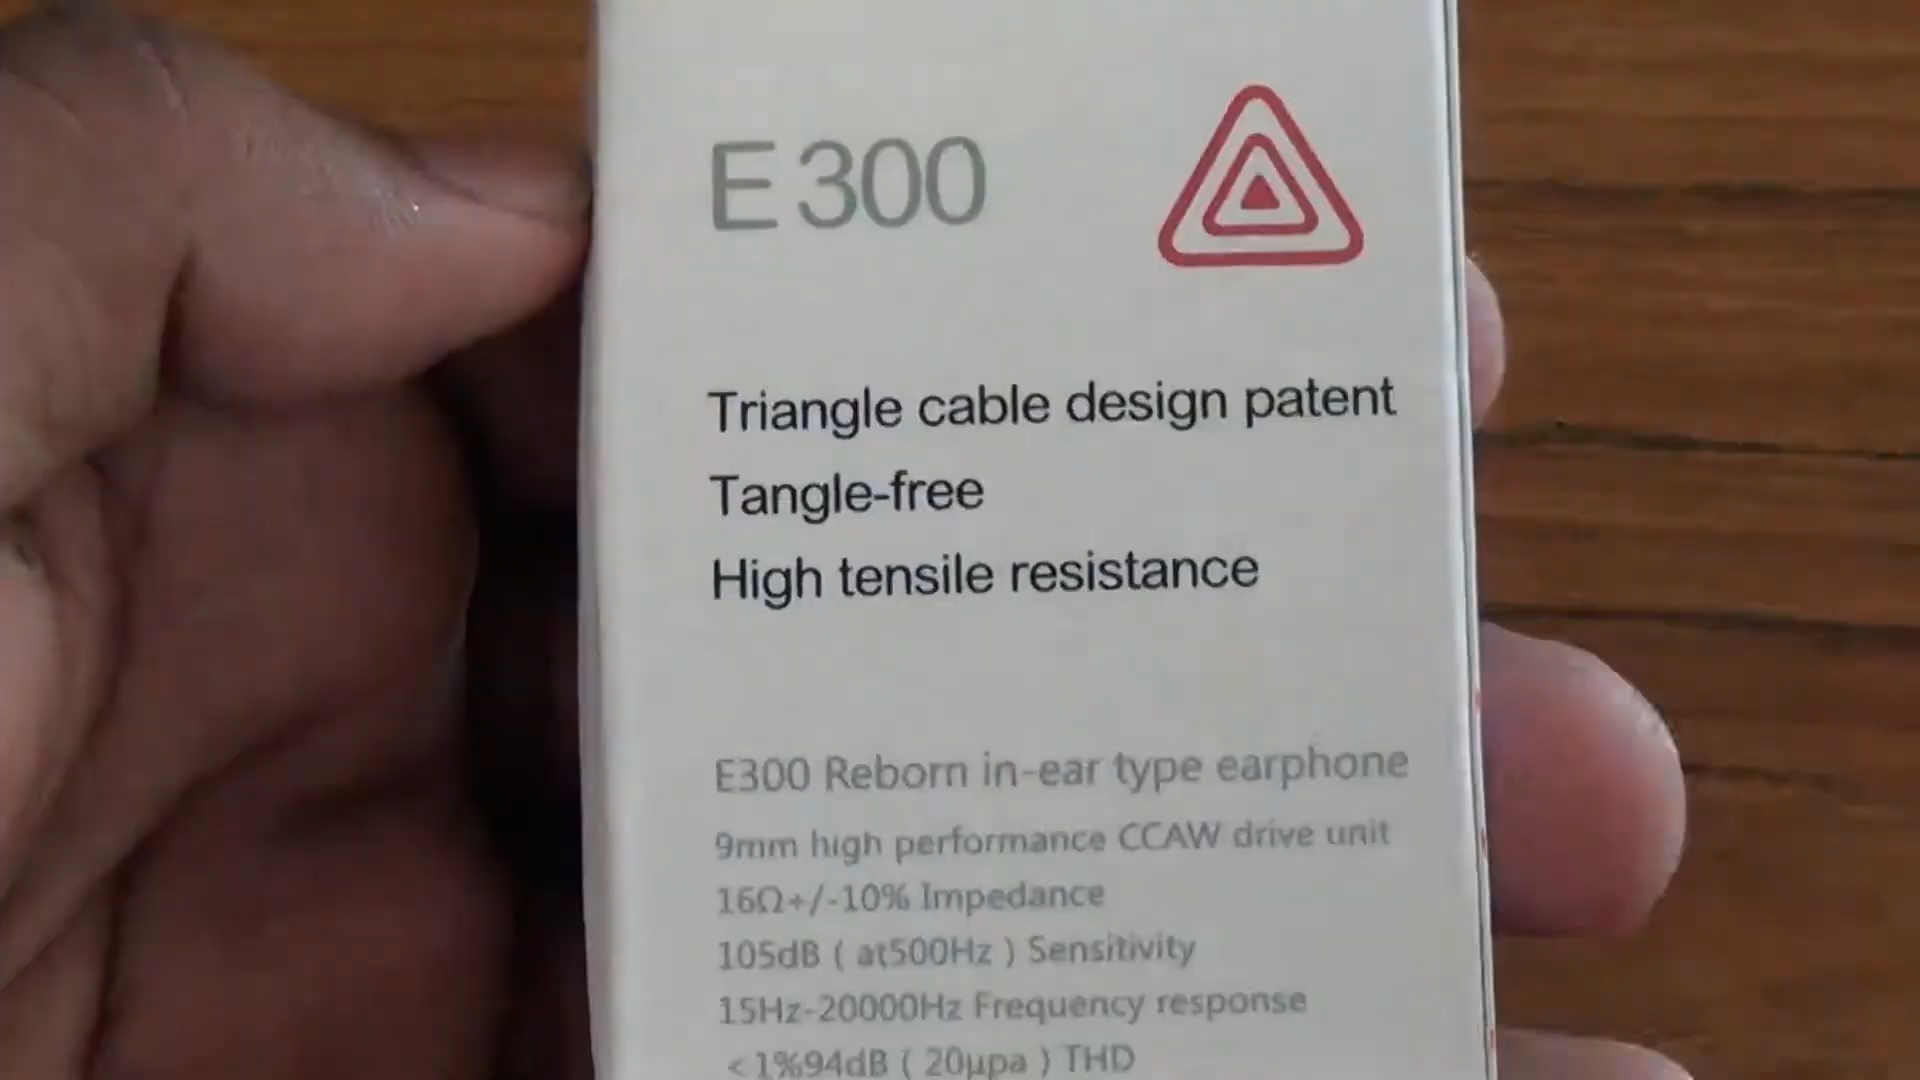 E300
Triangle cable design patent
Tangle-free
High tensile resistance
E300 Reborn in-ear type earphone
9mm high performance CCAW drive unit
16Ω+/-10% Impedance
105dB ( at500Hz ) Sensitivity
15Hz-20000Hz Frequency response
<1%94dB ( 20μpa ) THD